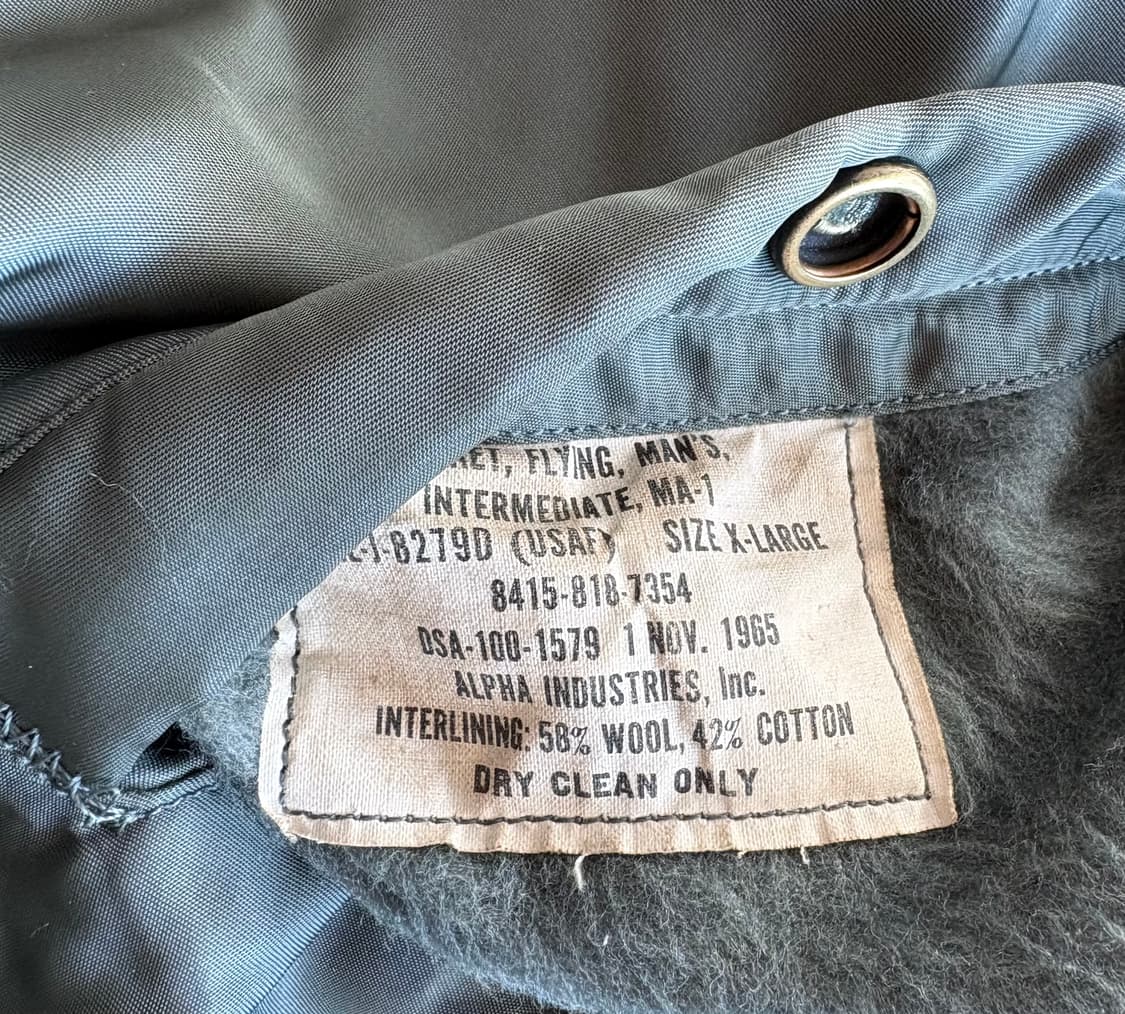 FLYING, MAN'S,
INTERMEDIATE, MA-1
8279D (USAF) SIZE X-LARGE
8415-818-7354
DSA-100-1579 1 NOV. 1965
ALPHA INDUSTRIES, Inc.
INTERLINING: 58% WOOL, 42% COTTON
DRY CLEAN ONLY